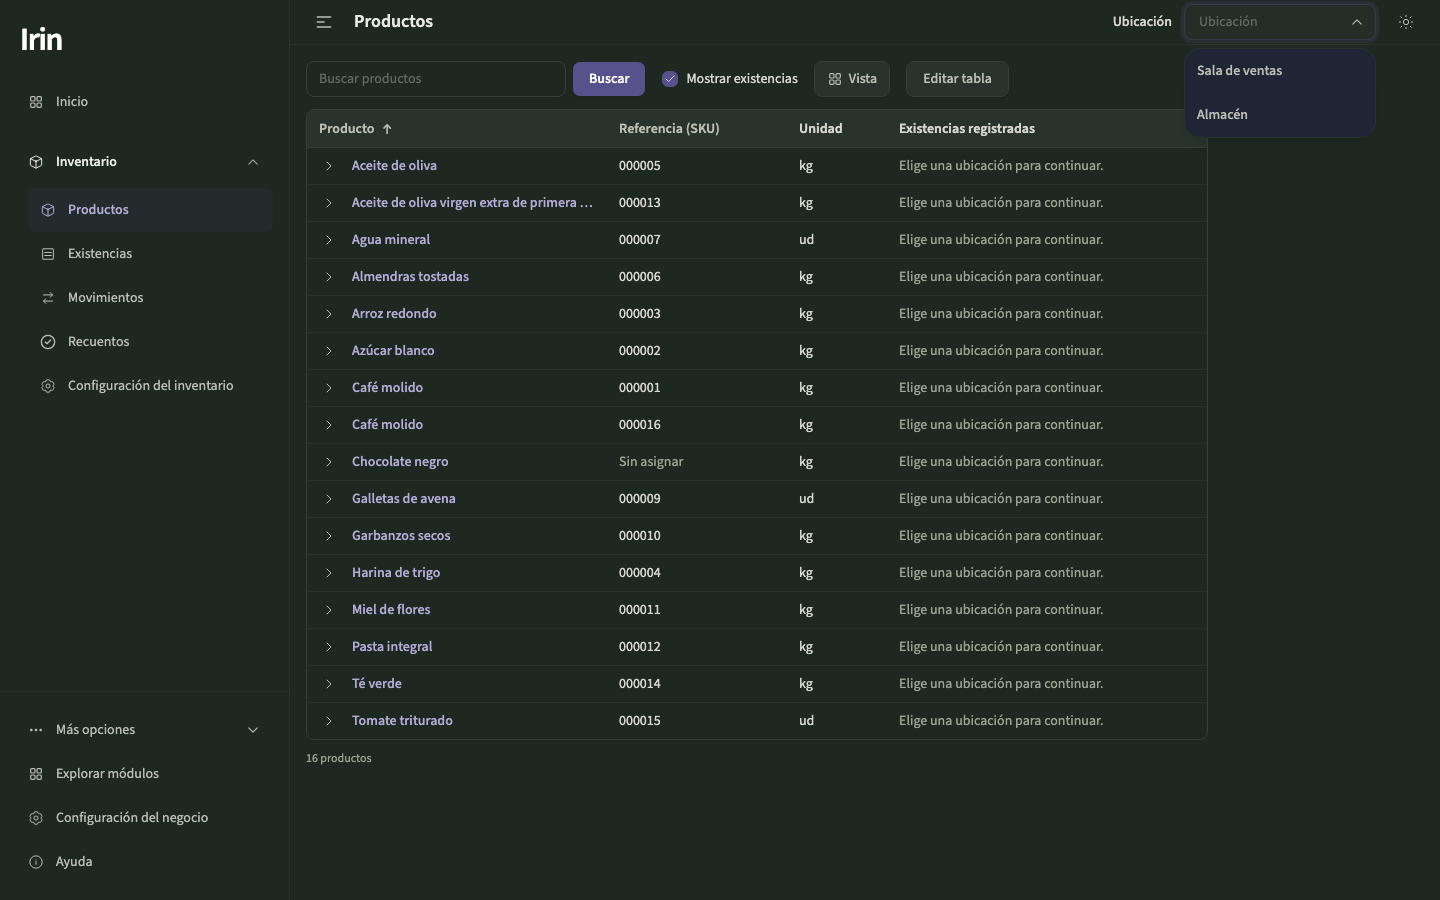 Irin
Inicio
Inventario
Productos
Existencias
Movimientos
Recuentos
Configuración del inventario
Más opciones
Explorar módulos
Configuración del negocio
Ayuda
Productos
Ubicación Ubicación
Sala de ventas
Almacén
Buscar productos Buscar Mostrar existencias Vista Editar tabla
Producto Referencia (SKU) Unidad Existencias registradas
Aceite de oliva 000005 kg Elige una ubicación para continuar.
Aceite de oliva virgen extra de primera … 000013 kg Elige una ubicación para continuar.
Agua mineral 000007 ud Elige una ubicación para continuar.
Almendras tostadas 000006 kg Elige una ubicación para continuar.
Arroz redondo 000003 kg Elige una ubicación para continuar.
Azúcar blanco 000002 kg Elige una ubicación para continuar.
Café molido 000001 kg Elige una ubicación para continuar.
Café molido 000016 kg Elige una ubicación para continuar.
Chocolate negro Sin asignar kg Elige una ubicación para continuar.
Galletas de avena 000009 ud Elige una ubicación para continuar.
Garbanzos secos 000010 kg Elige una ubicación para continuar.
Harina de trigo 000004 kg Elige una ubicación para continuar.
Miel de flores 000011 kg Elige una ubicación para continuar.
Pasta integral 000012 kg Elige una ubicación para continuar.
Té verde 000014 kg Elige una ubicación para continuar.
Tomate triturado 000015 ud Elige una ubicación para continuar.
16 productos